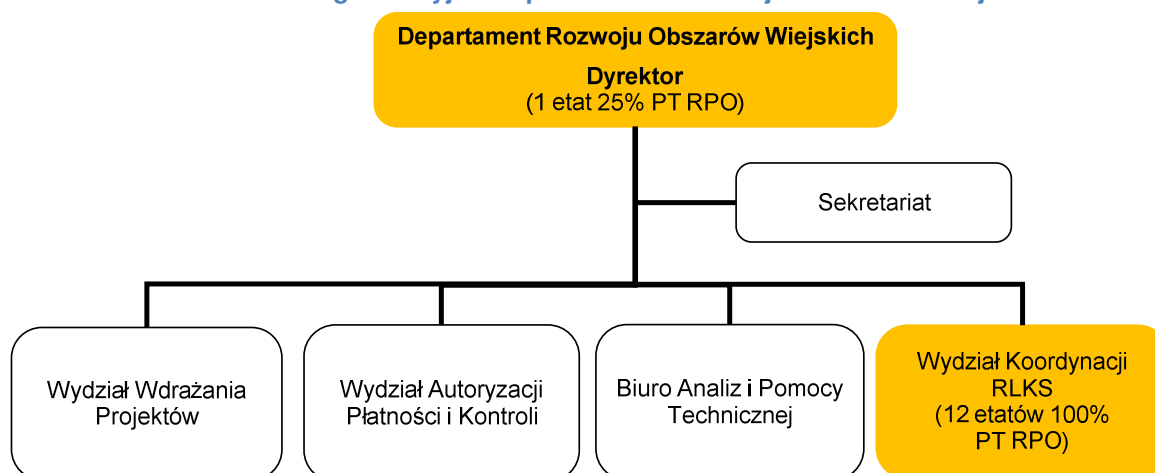 Departament Rozwoju Obszarów Wiejskich
Dyrektor
(1 etat 25% PT RPO)
Sekretariat
Wydział Wdrażania
Projektów
Wydział Autoryzacji
Płatności i Kontroli
Biuro Analiz i Pomocy
Technicznej
Wydział Koordynacji
RLKS
(12 etatów 100%
PT RPO)